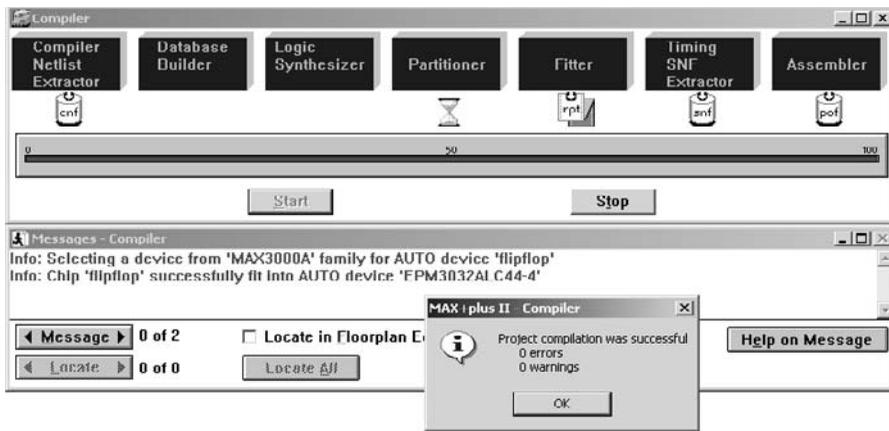 Compiler
Compiler
Netlist
Extractor
Database
Builder
Logic
Synthesizer
Partitioner
Fitter
Timing
SNF
Extractor
Assembler
cnf
rpt
snf
pof
0
50
100
Start
Stop
Messages - Compiler
Info: Selecting a device from 'MAX3000A' family for AUTO device 'flipflop'
Info: Chip 'flipflop' successfully fit into AUTO device 'EPM3032ALC44-4'
Message
0 of 2
Locate in Floorplan
Help on Message
Locate
0 of 0
Locate All
MAX+plus II - Compiler
Project compilation was successful
0 errors
0 warnings
OK